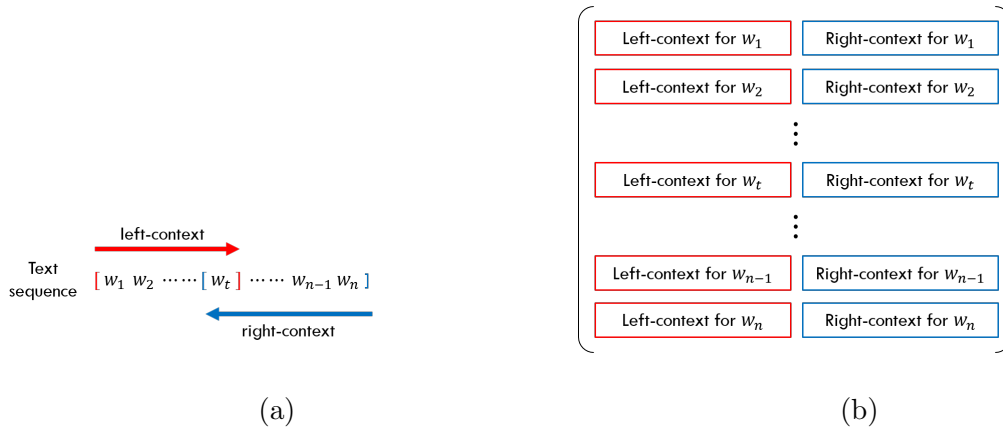 left-context
Text
sequence
[ w₁ w₂ ⋯⋯ [ wₜ ] ⋯⋯ wₙ₋₁ wₙ ]
right-context
(a)
Left-context for w₁ Right-context for w₁
Left-context for w₂ Right-context for w₂
⋮
Left-context for wₜ Right-context for wₜ
⋮
Left-context for wₙ₋₁ Right-context for wₙ₋₁
Left-context for wₙ Right-context for wₙ
(b)